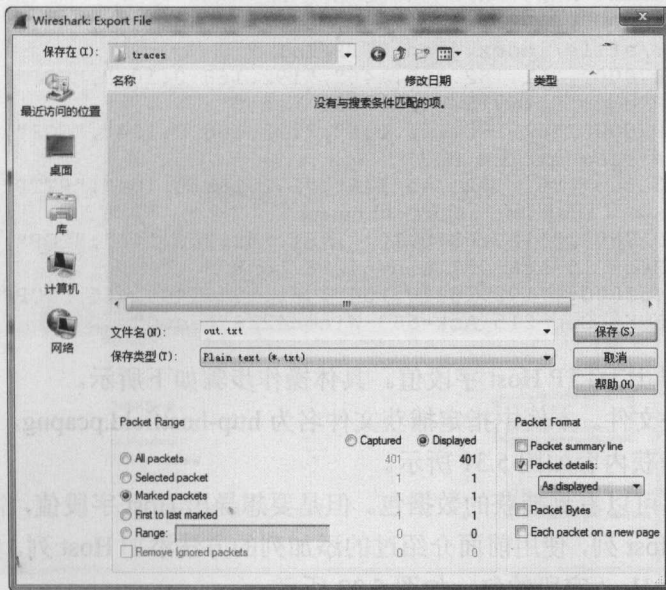 Wireshark: Export File
保存在(I):
traces
名称
修改日期
类型
没有与搜索条件匹配的项。
最近访问的位置
桌面
库
计算机
网络
文件名(N):
out.txt
保存(S)
保存类型(T):
Plain text (*.txt)
取消
帮助(H)
Packet Range
Captured
Displayed
All packets
401
401
Selected packet
1
1
Marked packets
First to last marked
Range:
0
0
Remove Ignored packets
0
0
Packet Format
Packet summary line
Packet details:
As displayed
Packet Bytes
Each packet on a new page